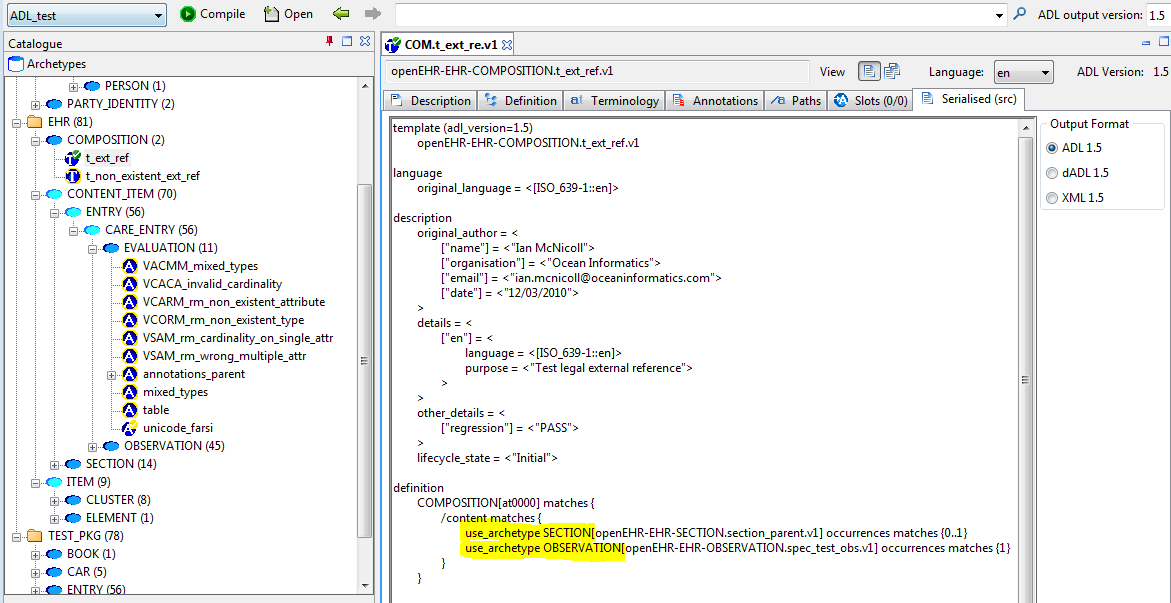 ADL_test
Compile
Open
ADL output version: 1.5
Catalogue
Archetypes
PERSON (1)
PARTY_IDENTITY (2)
EHR (81)
COMPOSITION (2)
t_ext_ref
t_non_existent_ext_ref
CONTENT_ITEM (70)
ENTRY (56)
CARE_ENTRY (56)
EVALUATION (11)
VACMM_mixed_types
VCACA_invalid_cardinality
VCARM_rm_non_existent_attribute
VCORM_rm_non_existent_type
VSAM_rm_cardinality_on_single_attr
VSAM_rm_wrong_multiple_attr
annotations_parent
mixed_types
table
unicode_farsi
OBSERVATION (45)
SECTION (14)
ITEM (9)
CLUSTER (8)
ELEMENT (1)
TEST_PKG (78)
BOOK (1)
CAR (5)
ENTRY (56)
COM.t_ext_re.v1
openEHR-EHR-COMPOSITION.t_ext_ref.v1
View
Language:
en
ADL Version: 1.5
Description
Definition
Terminology
Annotations
Paths
Slots (0/0)
Serialised (src)
template (adl_version=1.5)
openEHR-EHR-COMPOSITION.t_ext_ref.v1
language
original_language = <[ISO_639-1::en]>
description
original_author = <
["name"] = <"Ian McNicoll">
["organisation"] = <"Ocean Informatics">
["email"] = <"ian.mcnicoll@oceaninformatics.com">
["date"] = <"12/03/2010">
>
details = <
["en"] = <
language = <[ISO_639-1::en]>
purpose = <"Test legal external reference">
>
>
other_details = <
["regression"] = <"PASS">
>
lifecycle_state = <"Initial">
definition
COMPOSITION[at0000] matches {
/content matches {
use_archetype SECTION[openEHR-EHR-SECTION.section_parent.v1] occurrences matches {0..1}
use_archetype OBSERVATION[openEHR-EHR-OBSERVATION.spec_test_obs.v1] occurrences matches {1}
}
}
Output Format
ADL 1.5
dADL 1.5
XML 1.5